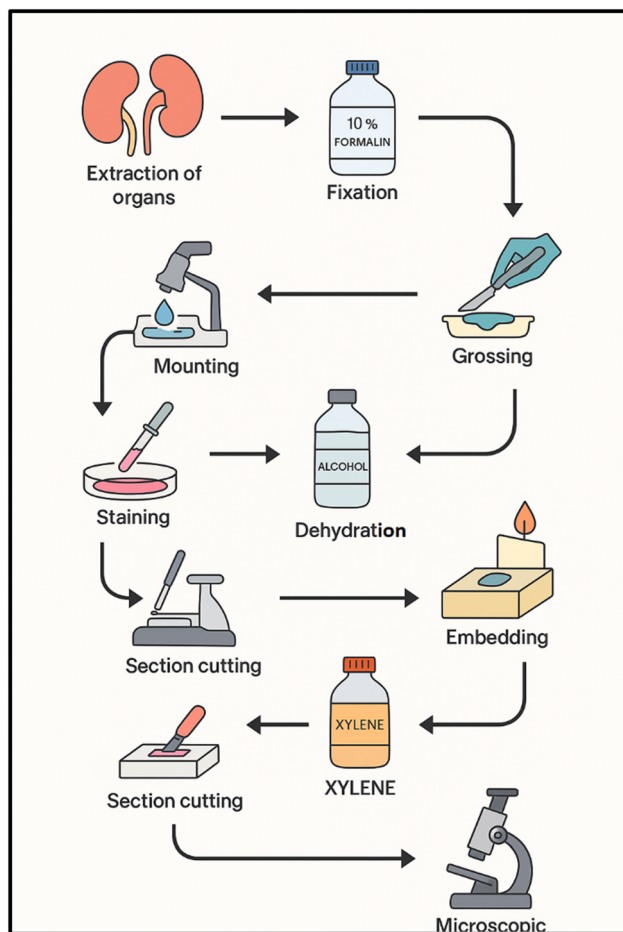 10 %
FORMALIN
Extraction of
organs
Fixation
Mounting
Grossing
ALCOHOL
Staining
Dehydration
Section cutting
Embedding
XYLENE
Section cutting
XYLENE
Microscopic